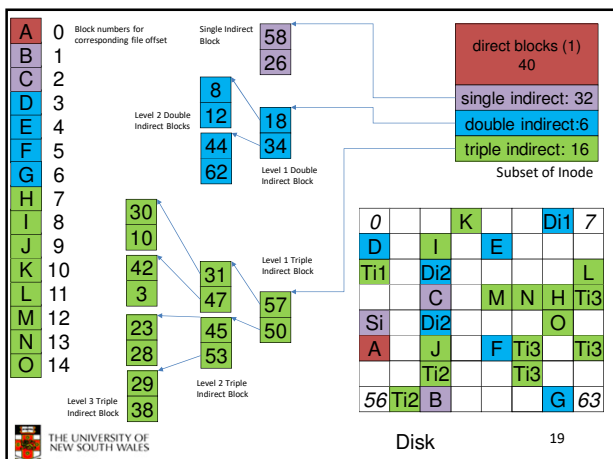 A 0
B 1
C 2
D 3
E 4
F 5
G 6
H 7
I 8
J 9
K 10
L 11
M 12
N 13
O 14
Block numbers for
corresponding file offset
Single Indirect
Block
58
26
Level 2 Double
Indirect Blocks
8
12
44
62
18
34
Level 1 Double
Indirect Block
30
10
42
3
23
28
29
38
Level 3 Triple
Indirect Block
31
47
45
53
Level 2 Triple
Indirect Block
Level 1 Triple
Indirect Block
57
50
direct blocks (1)
40
single indirect: 32
double indirect:6
triple indirect: 16
Subset of Inode
0 K Di1 7
D I E
Ti1 Di2 L
C M N H Ti3
Si Di2 O
A J F Ti3 Ti3
Ti2 Ti3
56 Ti2 B G 63
Disk
19
THE UNIVERSITY OF
NEW SOUTH WALES